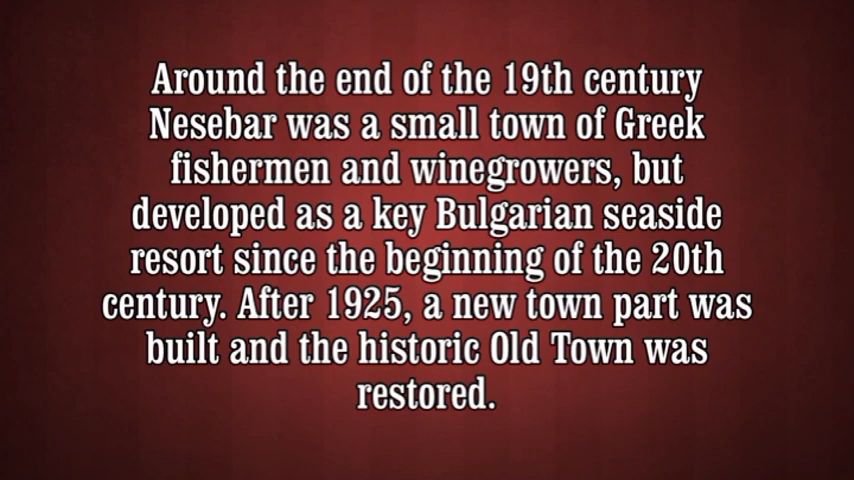 Around the end of the 19th century
Nesebar was a small town of Greek
fishermen and winegrowers, but
developed as a key Bulgarian seaside
resort since the beginning of the 20th
century. After 1925, a new town part was
built and the historic Old Town was
restored.